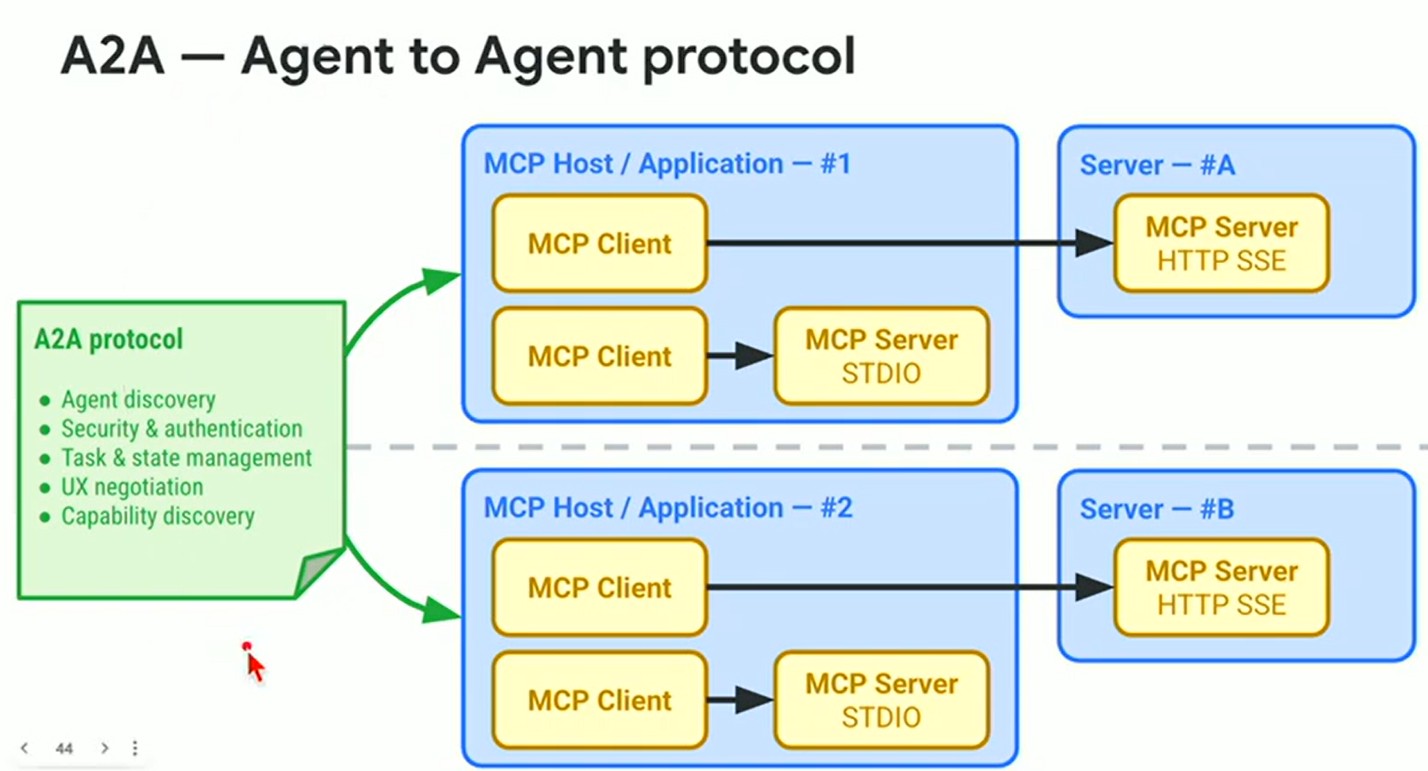 A2A — Agent to Agent protocol
A2A protocol
● Agent discovery
● Security & authentication
● Task & state management
● UX negotiation
● Capability discovery
MCP Host / Application — #1
MCP Client
MCP Client
MCP Server
STDIO
Server — #A
MCP Server
HTTP SSE
MCP Host / Application — #2
MCP Client
MCP Client
MCP Server
STDIO
Server — #B
MCP Server
HTTP SSE
44